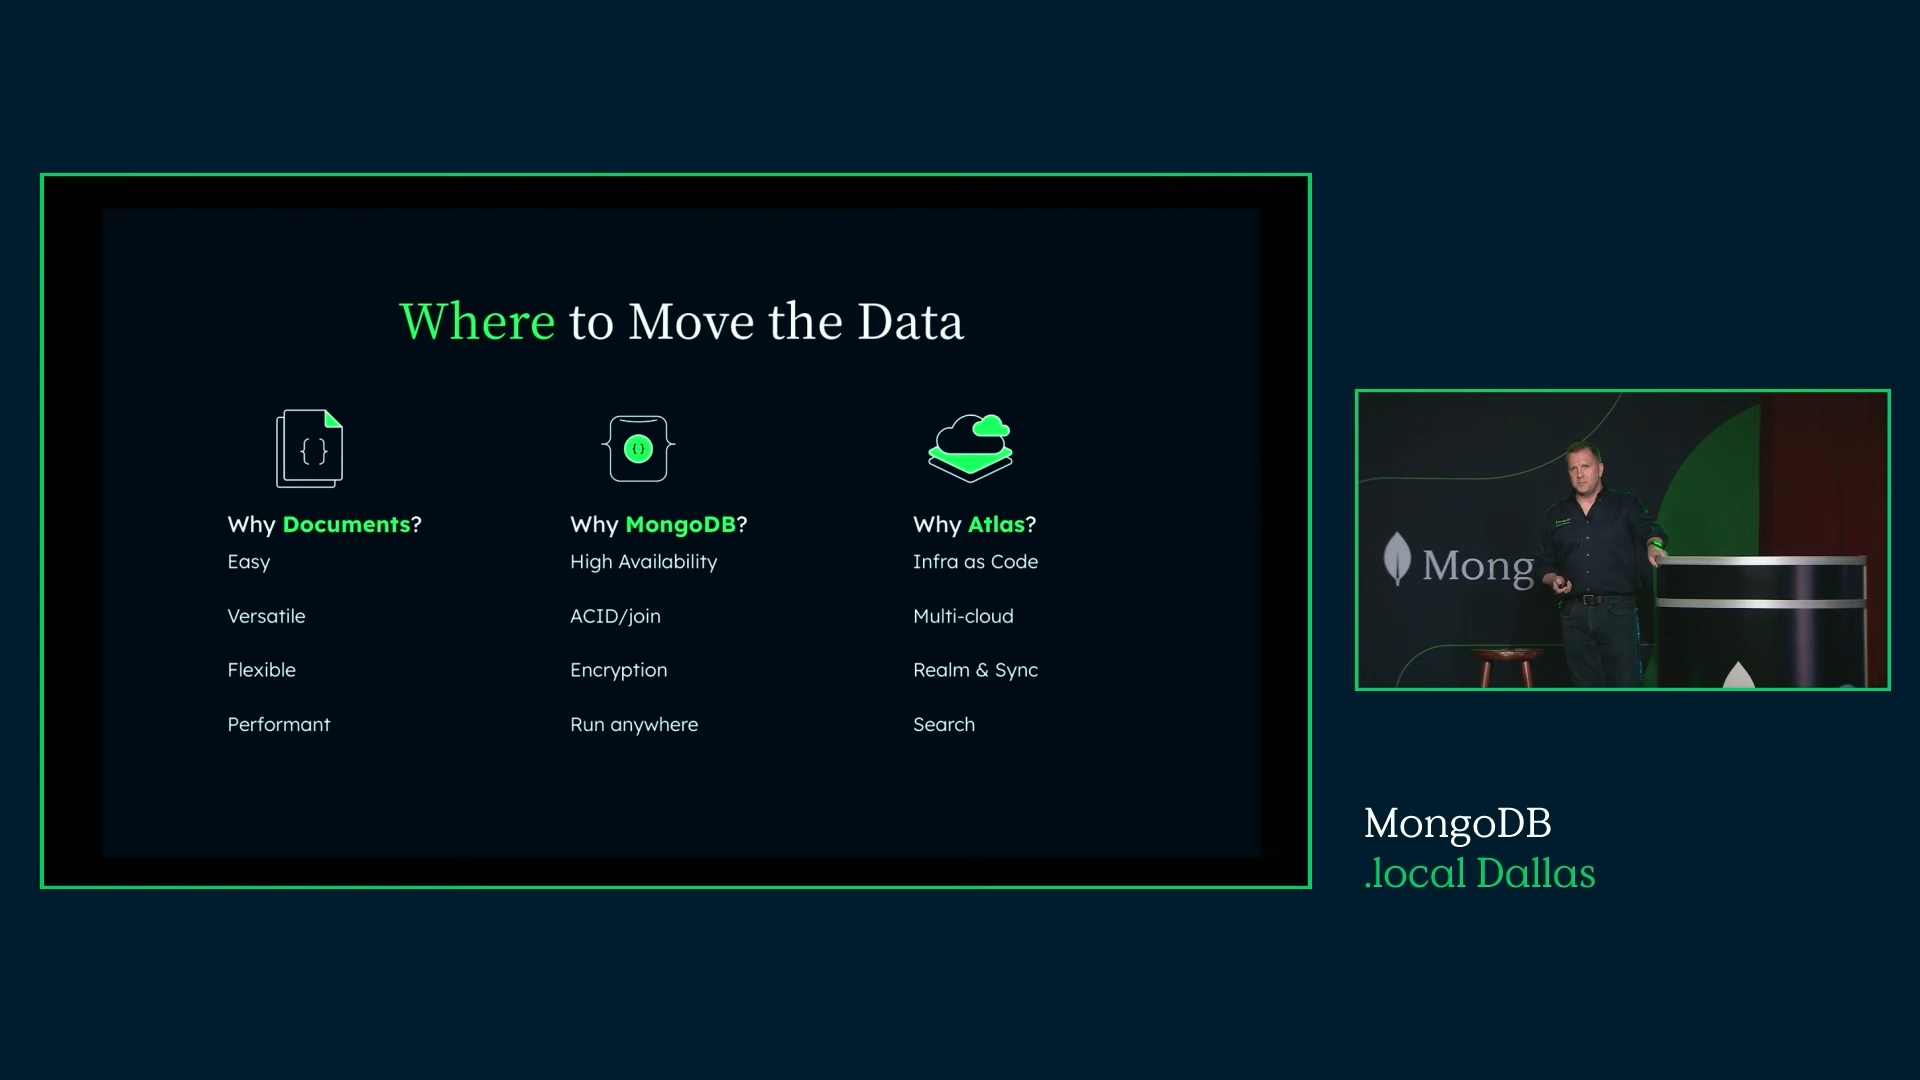 Where to Move the Data
{ }
{ }
Why Documents?
Easy
Versatile
Flexible
Performant
Why MongoDB?
High Availability
ACID/join
Encryption
Run anywhere
Why Atlas?
Infra as Code
Multi-cloud
Realm & Sync
Search
Mong
MongoDB
.local Dallas